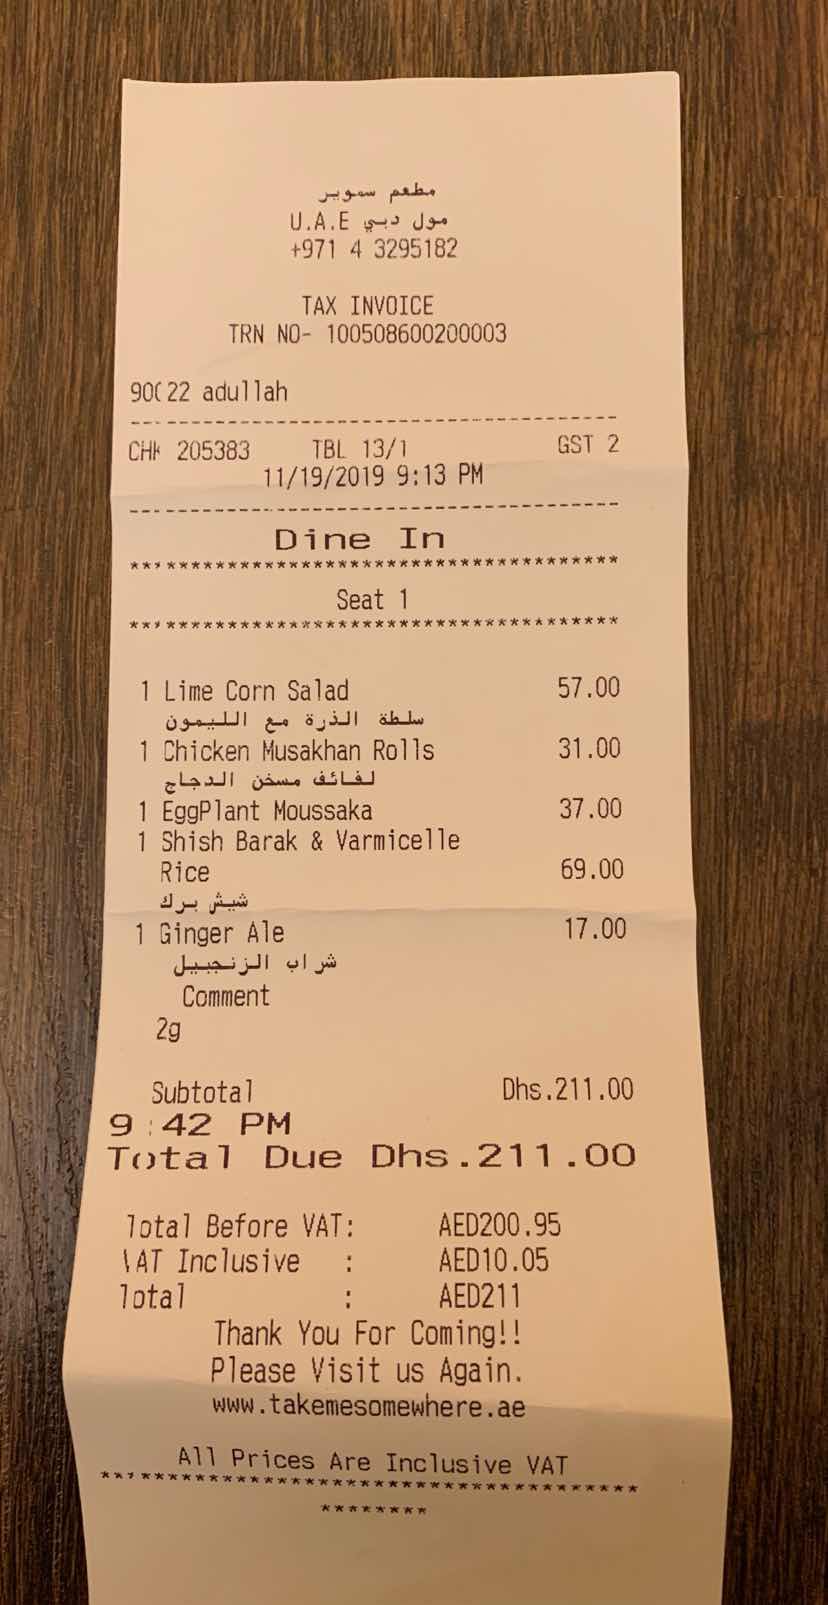 مطعم سموير
مول دبي U.A.E
+971 4 3295182
TAX INVOICE
TRN NO- 100508600200003
90022 adullah
CHK 205383 TBL 13/1 GST 2
11/19/2019 9:13 PM
Dine In
****************************************
Seat 1
****************************************
1 Lime Corn Salad 57.00
سلطة الذرة مع الليمون
1 Chicken Musakhan Rolls 31.00
لفائف مسخن الدجاج
1 EggPlant Moussaka 37.00
1 Shish Barak & Varmicelle
Rice 69.00
شيش برك
1 Ginger Ale 17.00
شراب الزنجبيل
Comment
2g
Subtotal Dhs.211.00
9:42 PM
Total Due Dhs.211.00
Total Before VAT: AED200.95
VAT Inclusive : AED10.05
Total : AED211
Thank You For Coming!!
Please Visit us Again.
www.takemesomewhere.ae
All Prices Are Inclusive VAT
****************************************
********